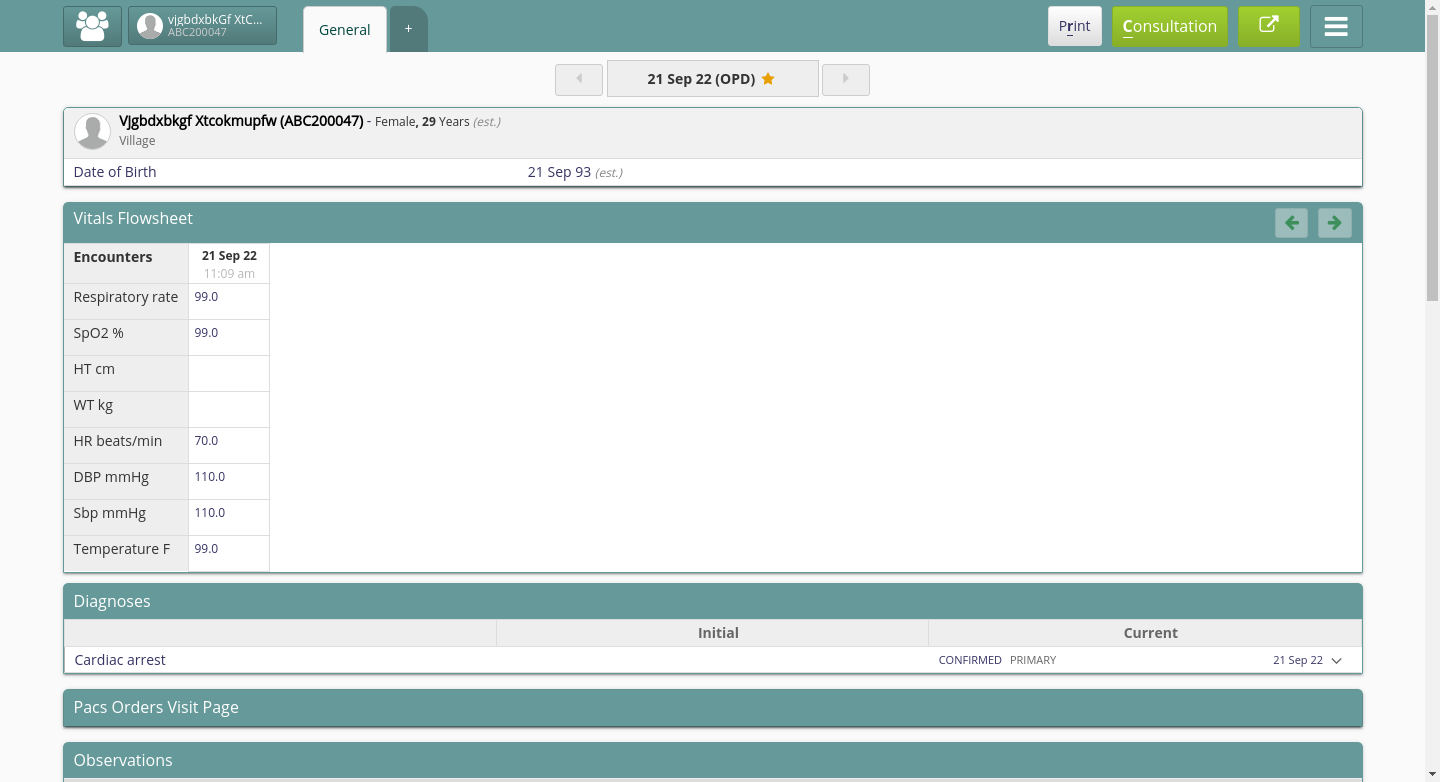 vjgbdxbkGf XtC...
ABC200047
General
+
Print
Consultation
21 Sep 22 (OPD)
Vjgbdxbkgf Xtcokmupfw (ABC200047) - Female, 29 Years (est.)
Village
Date of Birth 21 Sep 93 (est.)
Vitals Flowsheet
Encounters 21 Sep 22
11:09 am
Respiratory rate 99.0
SpO2 % 99.0
HT cm
WT kg
HR beats/min 70.0
DBP mmHg 110.0
Sbp mmHg 110.0
Temperature F 99.0
Diagnoses
Initial Current
Cardiac arrest CONFIRMED PRIMARY 21 Sep 22
Pacs Orders Visit Page
Observations